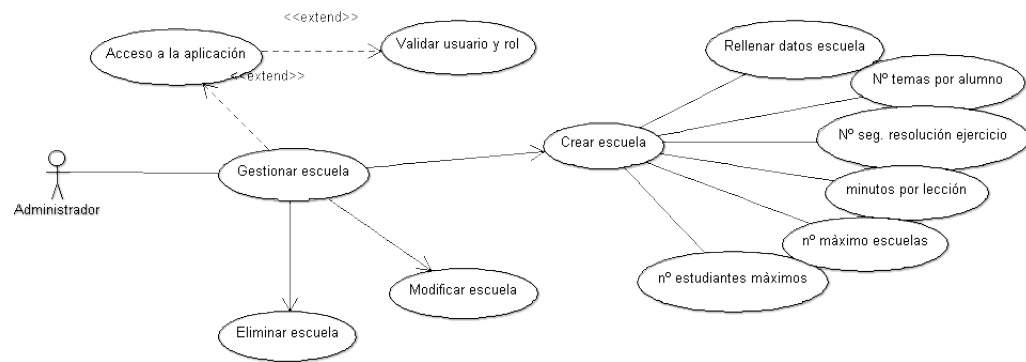 <<extend>>
Acceso a la aplicación
Validar usuario y rol
<<extend>>
Rellenar datos escuela
Nº temas por alumno
Nº seg. resolución ejercicio
Crear escuela
Gestionar escuela
minutos por lección
Administrador
nº màximo escuelas
nº estudiantes màximos
Modificar escuela
Eliminar escuela